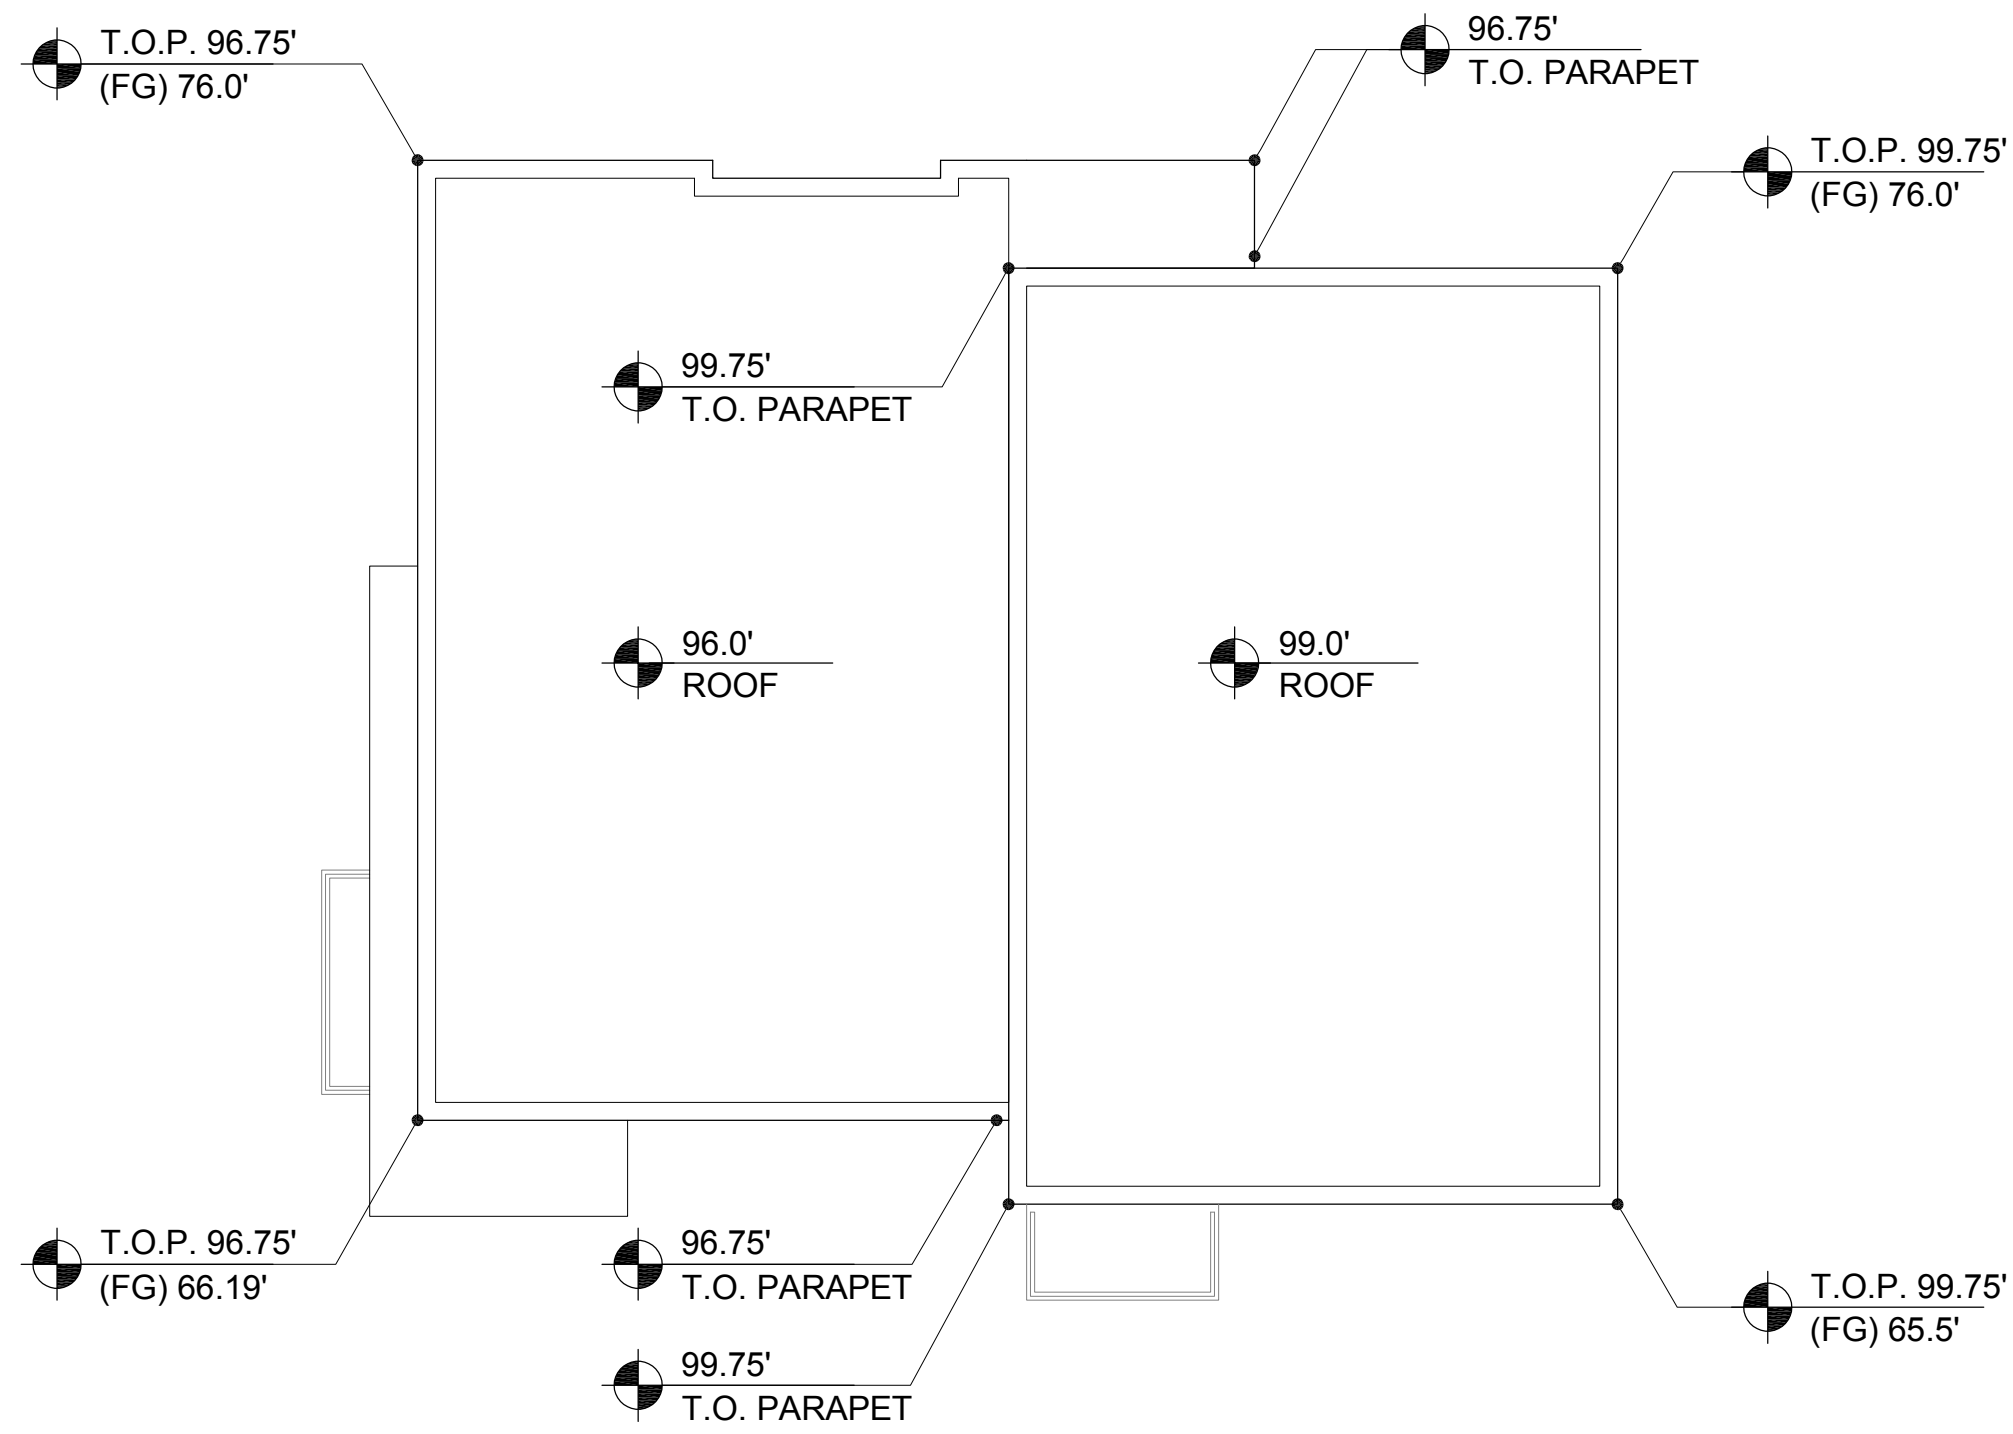 T.O.P. 96.75'
(FG) 76.0'
96.75'
T.O. PARAPET
T.O.P. 99.75'
(FG) 76.0'
99.75'
T.O. PARAPET
96.0'
ROOF
99.0'
ROOF
T.O.P. 96.75'
(FG) 66.19'
96.75'
T.O. PARAPET
T.O.P. 99.75'
(FG) 65.5'
99.75'
T.O. PARAPET